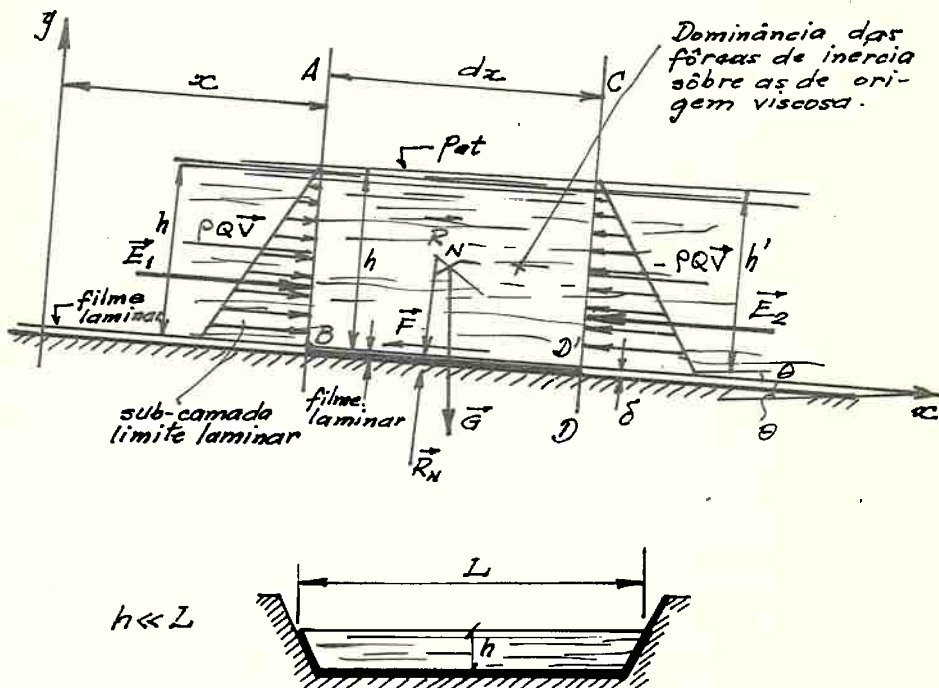 y
A
dx
C
x
Dominância das
fôrças de inércia
sôbre as de ori-
gem viscosa.
Pat
h
ρQV
E1
h
RN
-ρQV
h'
E2
filme
laminar
B
F
D'
θ
sub-camada
limite laminar
filme
laminar
G
D
δ
θ
x
RN
L
h ≪ L
h